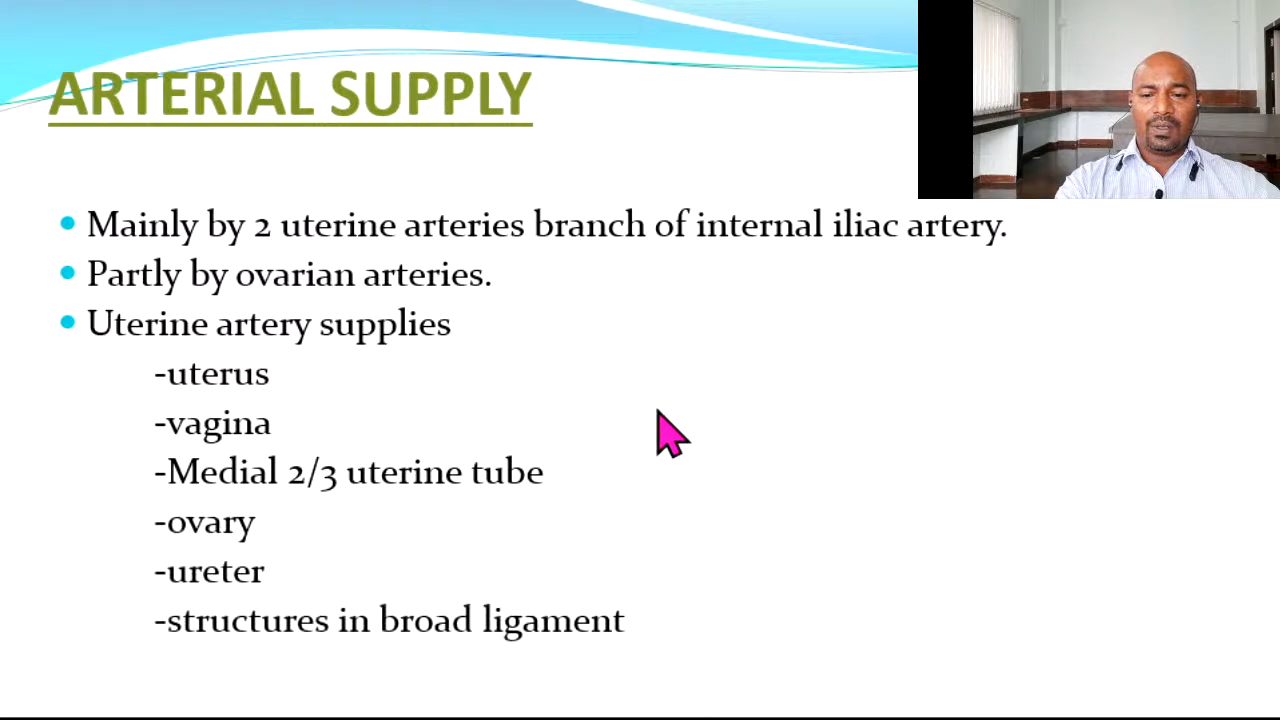 ARTERIAL SUPPLY
Mainly by 2 uterine arteries branch of internal iliac artery.
Partly by ovarian arteries.
Uterine artery supplies
-uterus
-vagina
-Medial 2/3 uterine tube
-ovary
-ureter
-structures in broad ligament